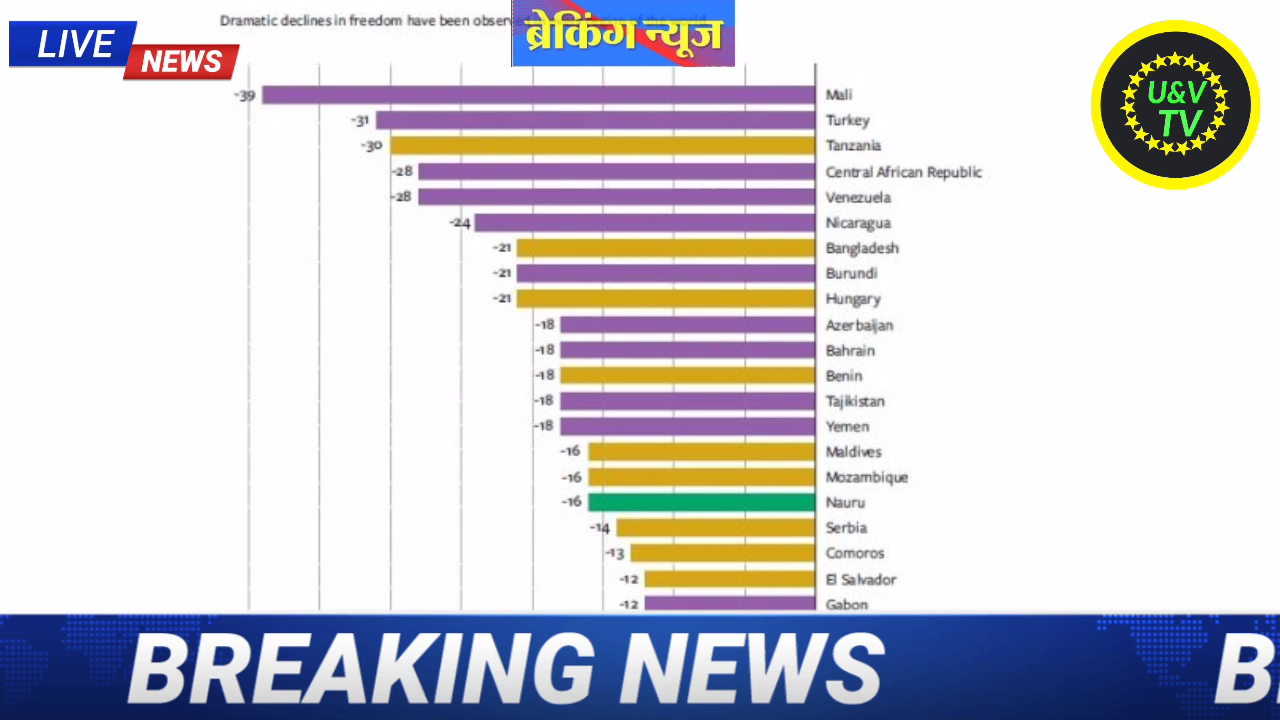 Dramatic declines in freedom have been observ
LIVE
NEWS
ब्रेकिंग न्यूज
U&V
TV
-39 Mali
-31 Turkey
-30 Tanzania
-28 Central African Republic
-28 Venezuela
-24 Nicaragua
-21 Bangladesh
-21 Burundi
-21 Hungary
-18 Azerbaijan
-18 Bahrain
-18 Benin
-18 Tajikistan
-18 Yemen
-16 Maldives
-16 Mozambique
-16 Nauru
-14 Serbia
-13 Comoros
-12 El Salvador
-12 Gabon
BREAKING NEWS B